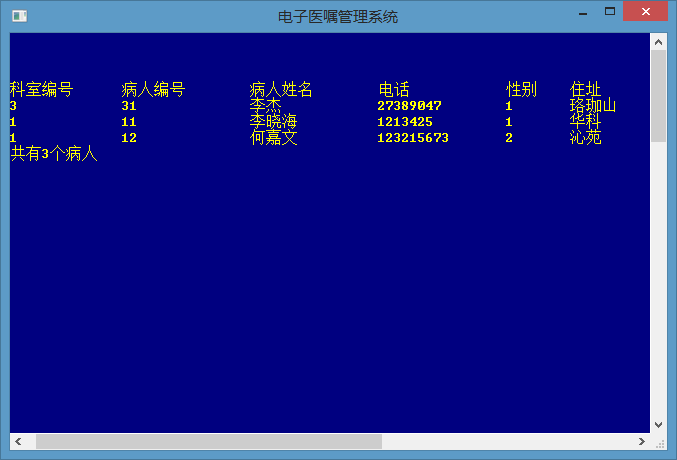 电子医嘱管理系统
科室编号 病人编号 病人姓名 电话 性别 住址
3 31 李杰 27389047 1 珞珈山
1 11 李晓海 1213425 1 华科
1 12 何嘉文 123215673 2 沁苑
共有3个病人